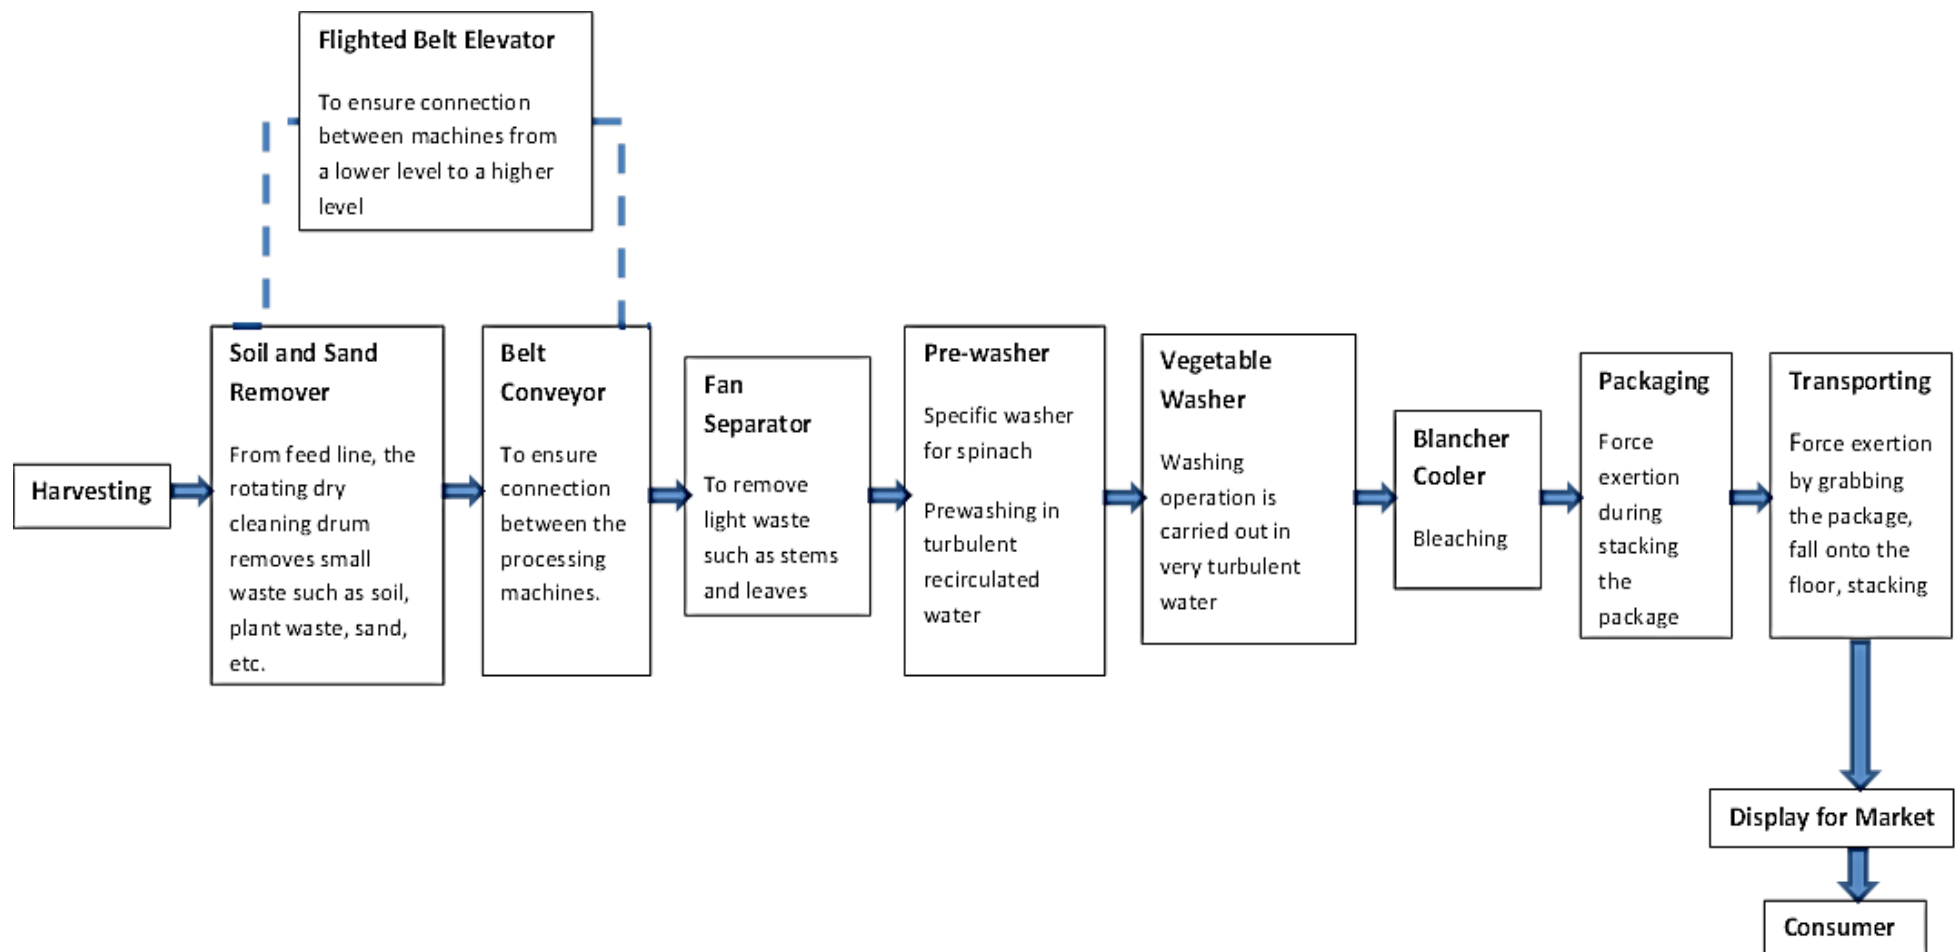 Flighted Belt Elevator
To ensure connection
between machines from
a lower level to a higher
level
Harvesting
Soil and Sand
Remover
From feed line, the
rotating dry
cleaning drum
removes small
waste such as soil,
plant waste, sand,
etc.
Belt
Conveyor
To ensure
connection
between the
processing
machines.
Fan
Separator
To remove
light waste
such as stems
and leaves
Pre-washer
Specific washer
for spinach
Prewashing in
turbulent
recirculated
water
Vegetable
Washer
Washing
operation is
carried out in
very turbulent
water
Blancher
Cooler
Bleaching
Packaging
Force
exertion
during
stacking
the
package
Transporting
Force exertion
by grabbing
the package,
fall onto the
floor, stacking
Display for Market
Consumer